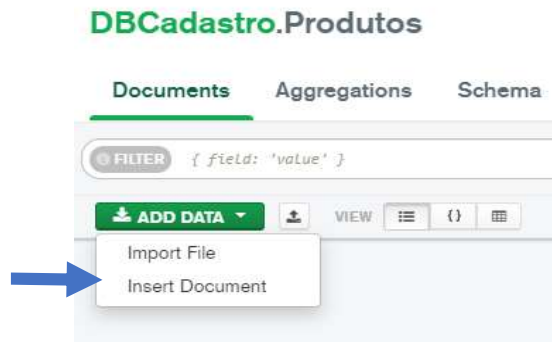 DBCadastro.Produtos
Documents Aggregations Schema
FILTER { field: 'value' }
ADD DATA VIEW {}
Import File
Insert Document